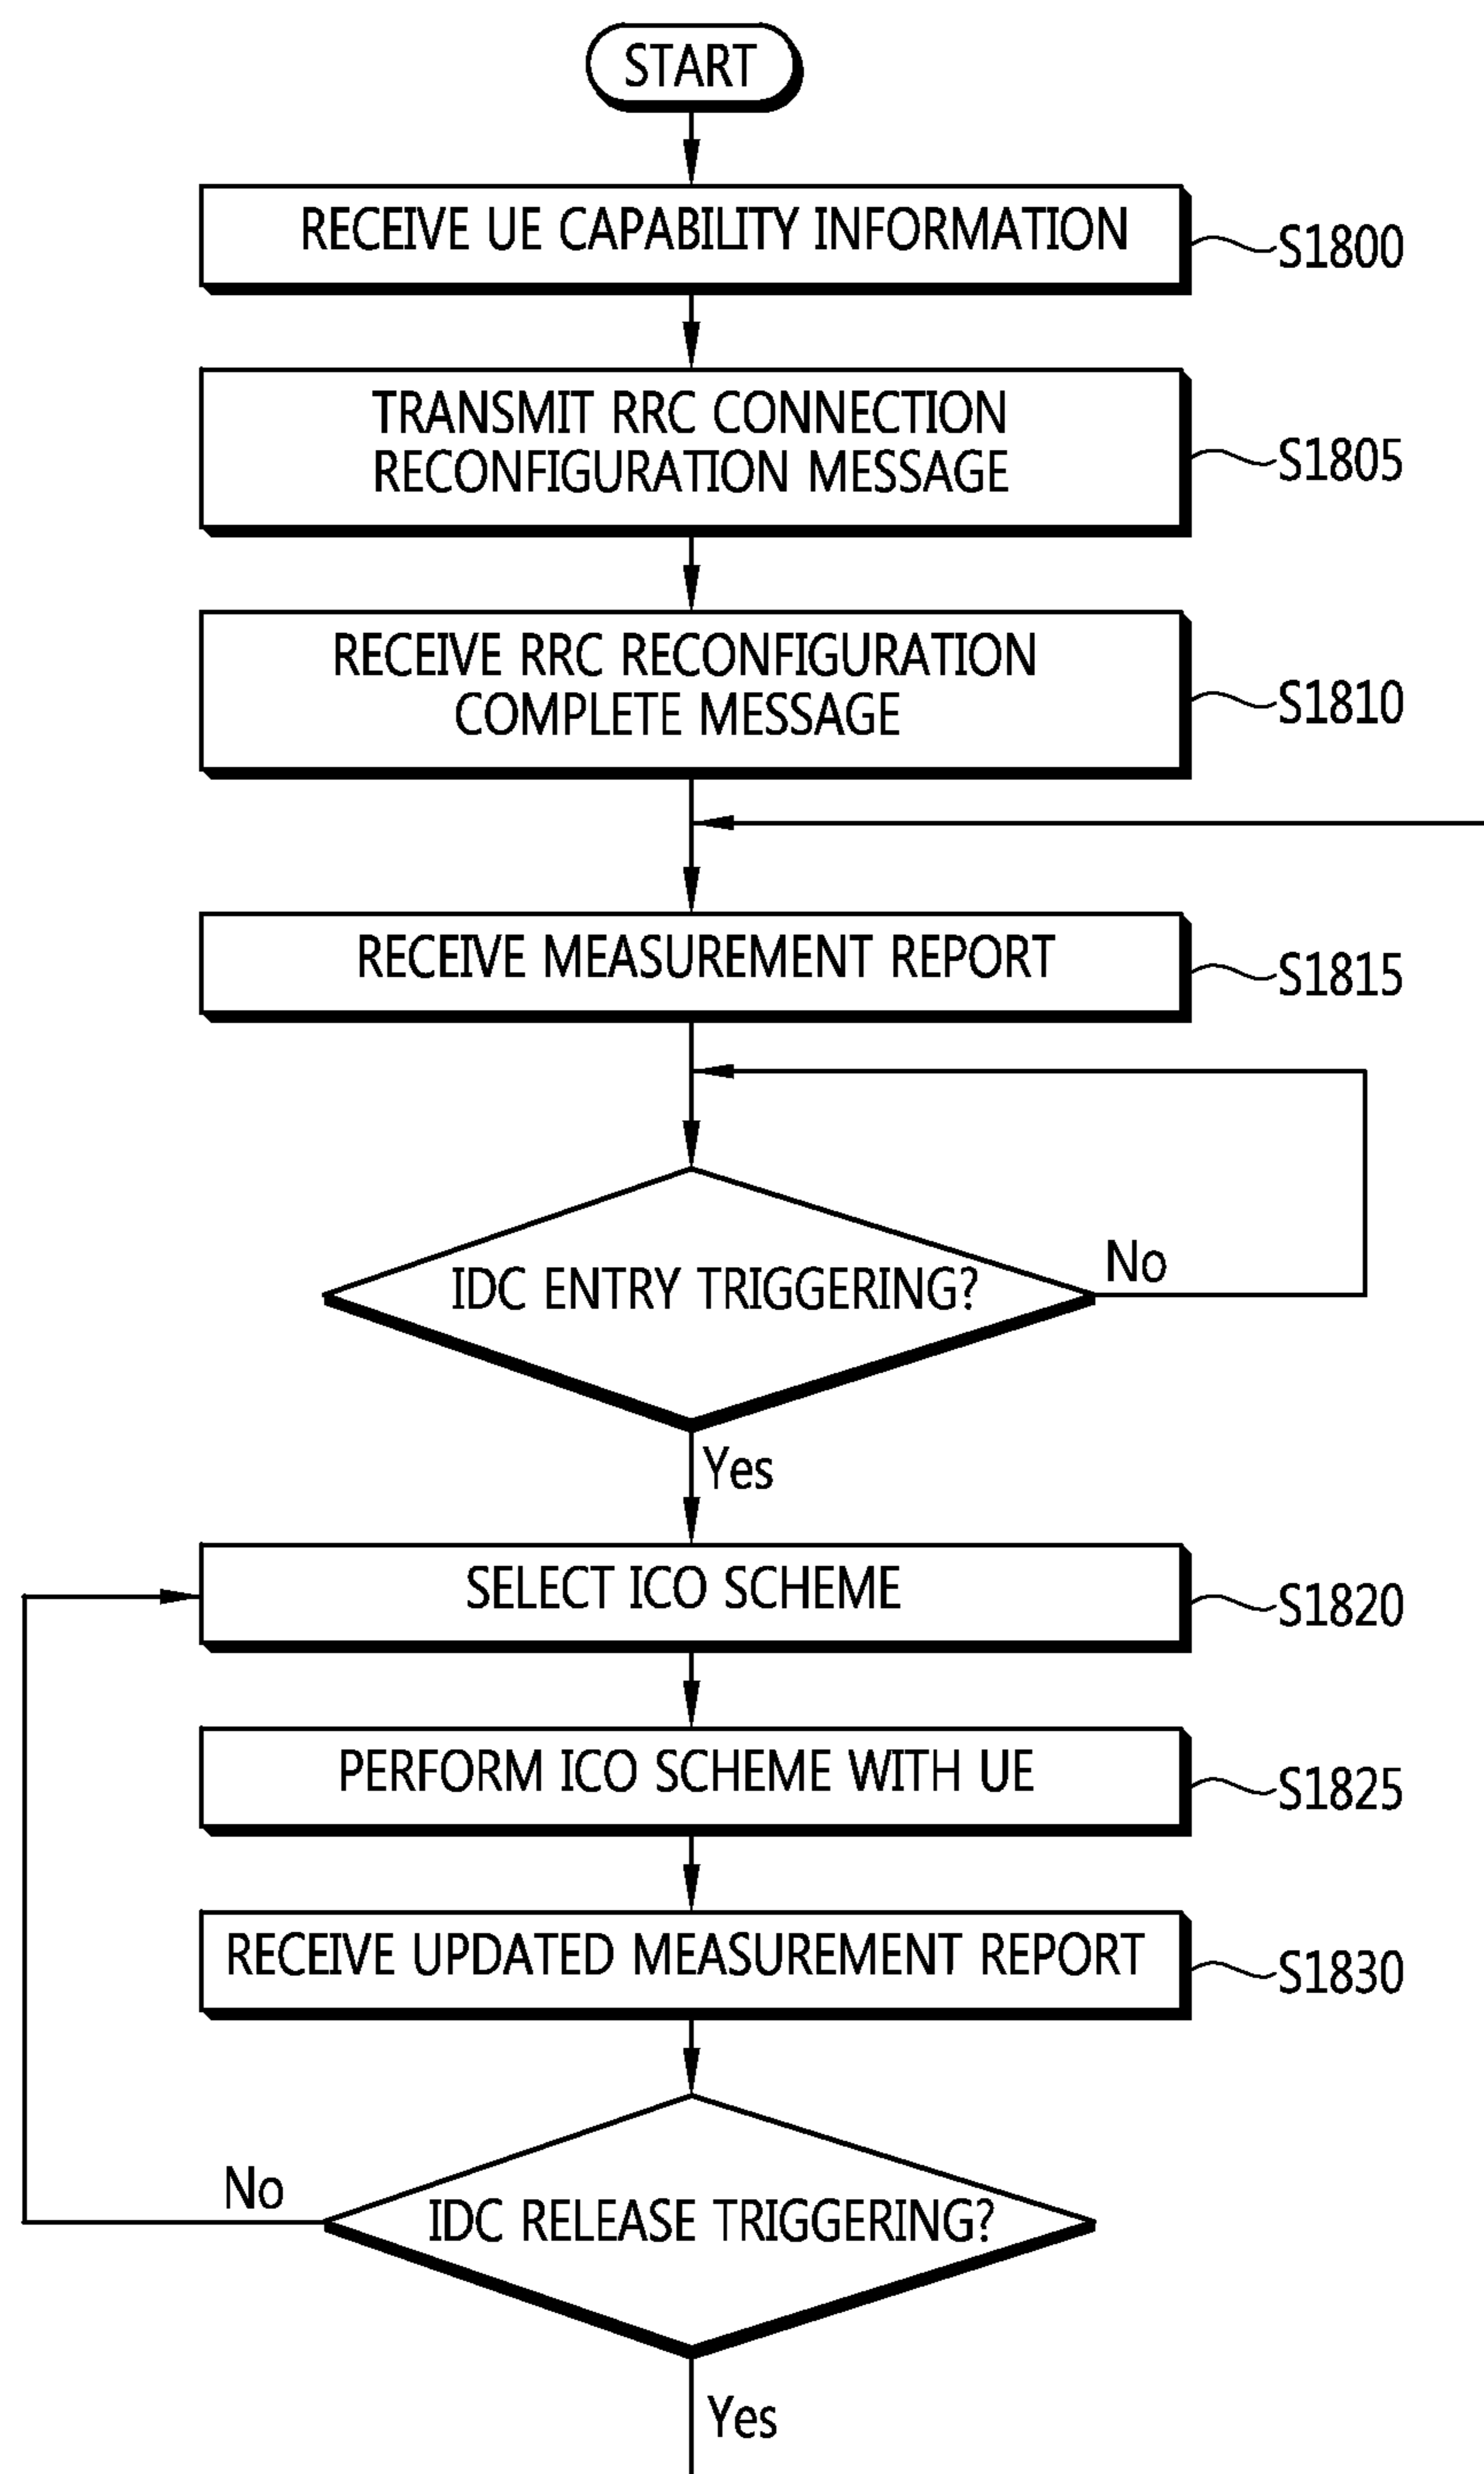 START
RECEIVE UE CAPABILITY INFORMATION
S1800
TRANSMIT RRC CONNECTION
RECONFIGURATION MESSAGE
S1805
RECEIVE RRC RECONFIGURATION
COMPLETE MESSAGE
S1810
RECEIVE MEASUREMENT REPORT
S1815
IDC ENTRY TRIGGERING?
No
Yes
SELECT ICO SCHEME
S1820
PERFORM ICO SCHEME WITH UE
S1825
RECEIVE UPDATED MEASUREMENT REPORT
S1830
No
IDC RELEASE TRIGGERING?
Yes